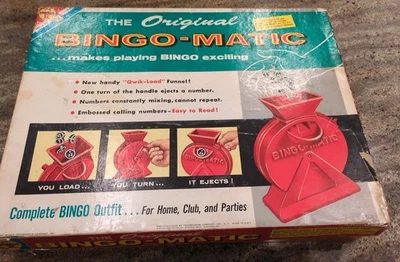 THE Original
BINGO-MATIC
...makes playing BINGO exciting
• New handy "Qwik-Load" Funnel!
• One turn of the handle ejects a number.
• Numbers constantly mixing, cannot repeat.
• Embossed calling numbers—Easy to Read!
BINGO-MATIC
YOU LOAD...
YOU TURN...
IT EJECTS!
Complete BINGO Outfit... For Home, Club, and Parties
BINGO-MATIC